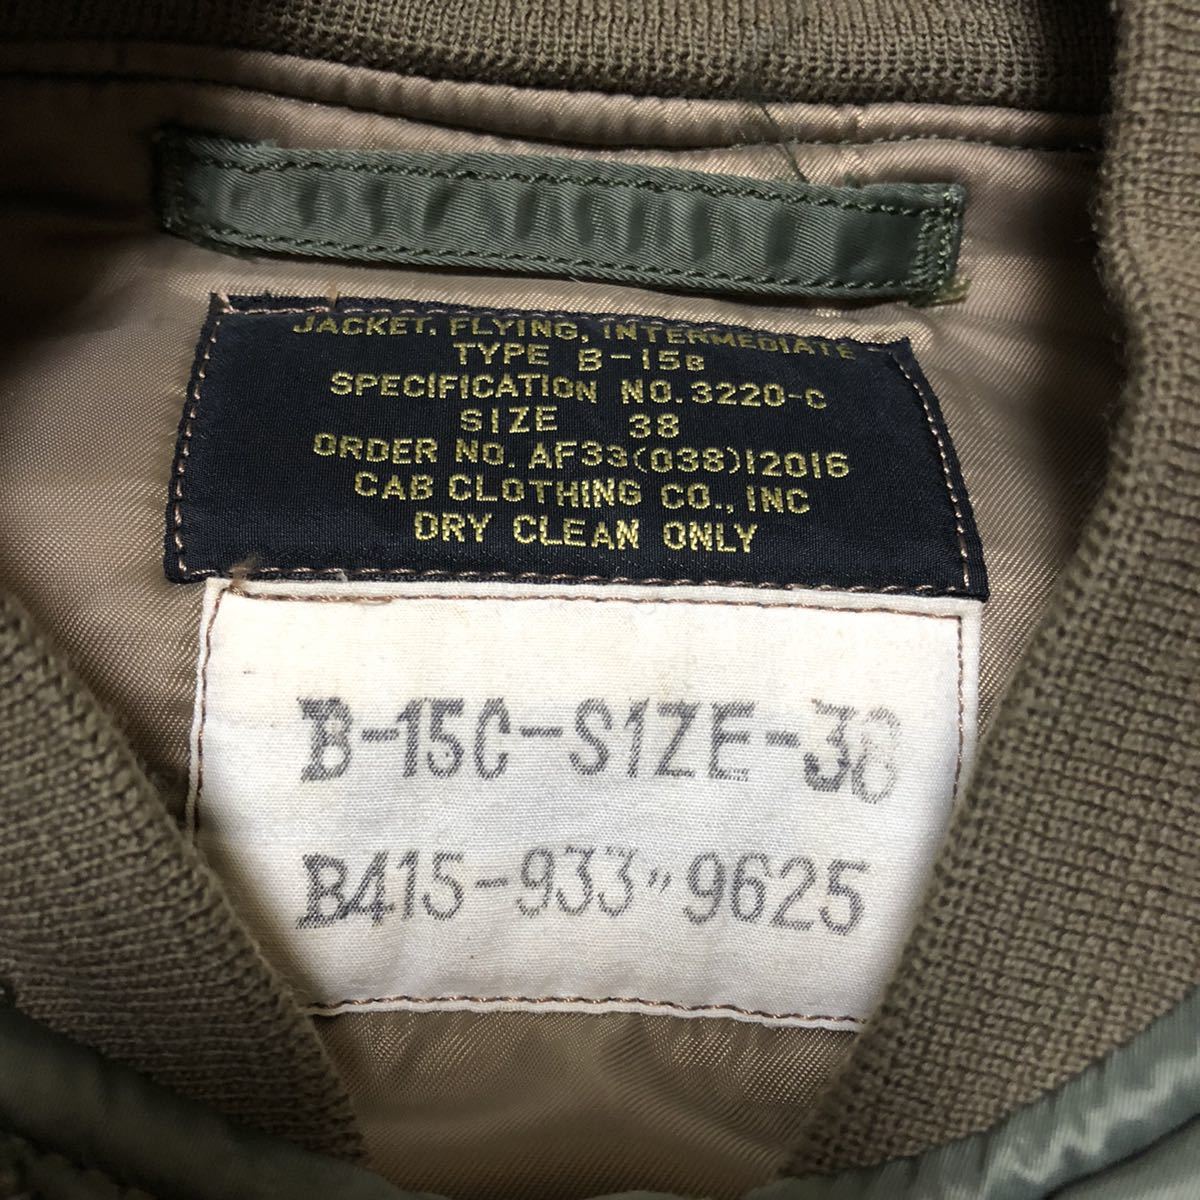 JACKET, FLYING, INTERMEDIATE
TYPE B-15B
SPECIFICATION NO. 3220-C
SIZE 38
ORDER NO. AF33(038)12016
CAB CLOTHING CO., INC
DRY CLEAN ONLY
B-15C-S1ZE-38
B415-933"9625